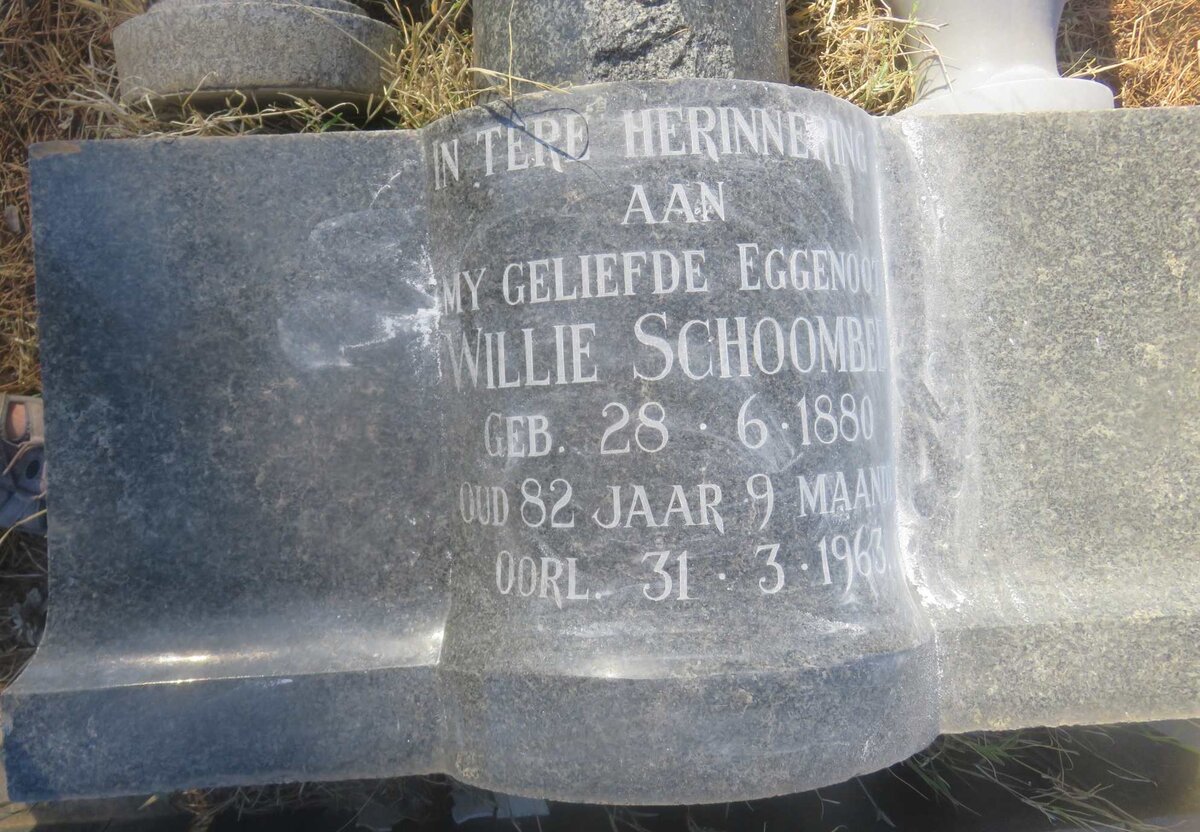 IN TERE HERINNERING
AAN
MY GELIEFDE EGGENOOT
WILLIE SCHOOMBEE
GEB. 28 · 6 · 1880
OUD 82 JAAR 9 MAANDE
OORL. 31 · 3 · 1963.